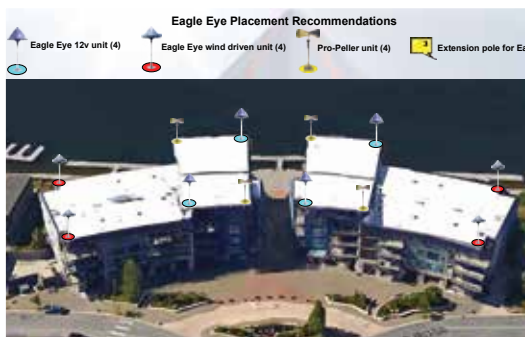 Eagle Eye Placement Recommendations
Eagle Eye 12v unit (4)
Eagle Eye wind driven unit (4)
Pro-Peller unit (4)
Extension pole for Ea